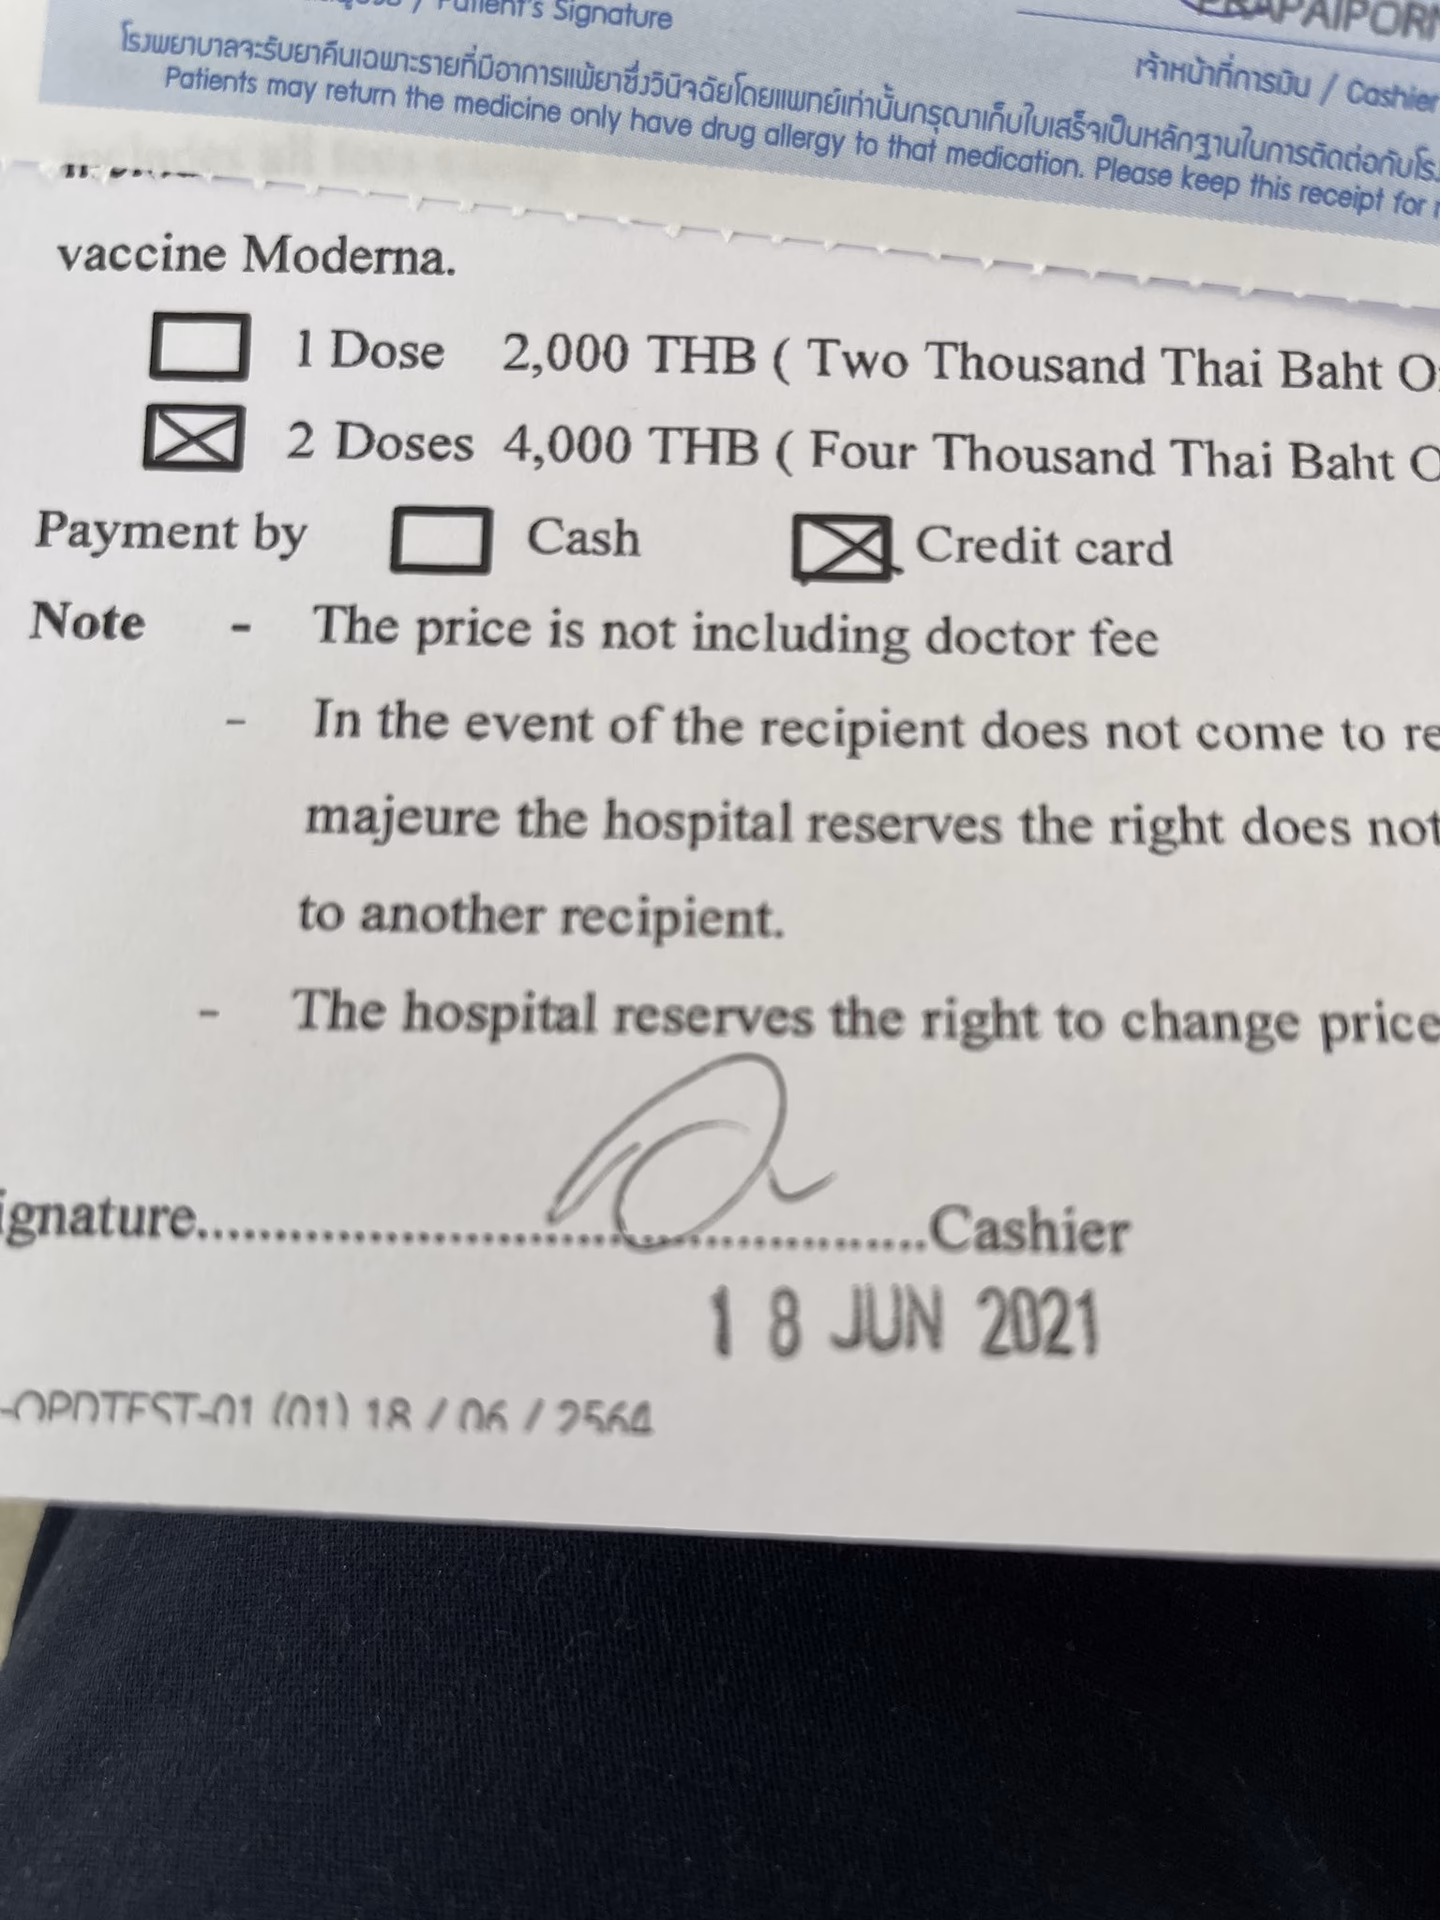 / Patient's Signature
PRAPAIPORN
โรงพยาบาลจะรับยาคืนเฉพาะรายที่มีอาการแพ้ยาซึ่งวินิจฉัยโดยแพทย์เท่านั้นกรุณาเก็บใบเสร็จเป็นหลักฐานในการติดต่อกับโรง
เจ้าหน้าที่การเงิน / Cashier
Patients may return the medicine only have drug allergy to that medication. Please keep this receipt for
vaccine Moderna.
1 Dose 2,000 THB ( Two Thousand Thai Baht
2 Doses 4,000 THB ( Four Thousand Thai Baht
Payment by Cash Credit card
Note - The price is not including doctor fee
- In the event of the recipient does not come to re
majeure the hospital reserves the right does not
to another recipient.
- The hospital reserves the right to change price
ignature..........Cashier
18 JUN 2021
-OPDTEST-01 (01) 18 / 06 / 2564